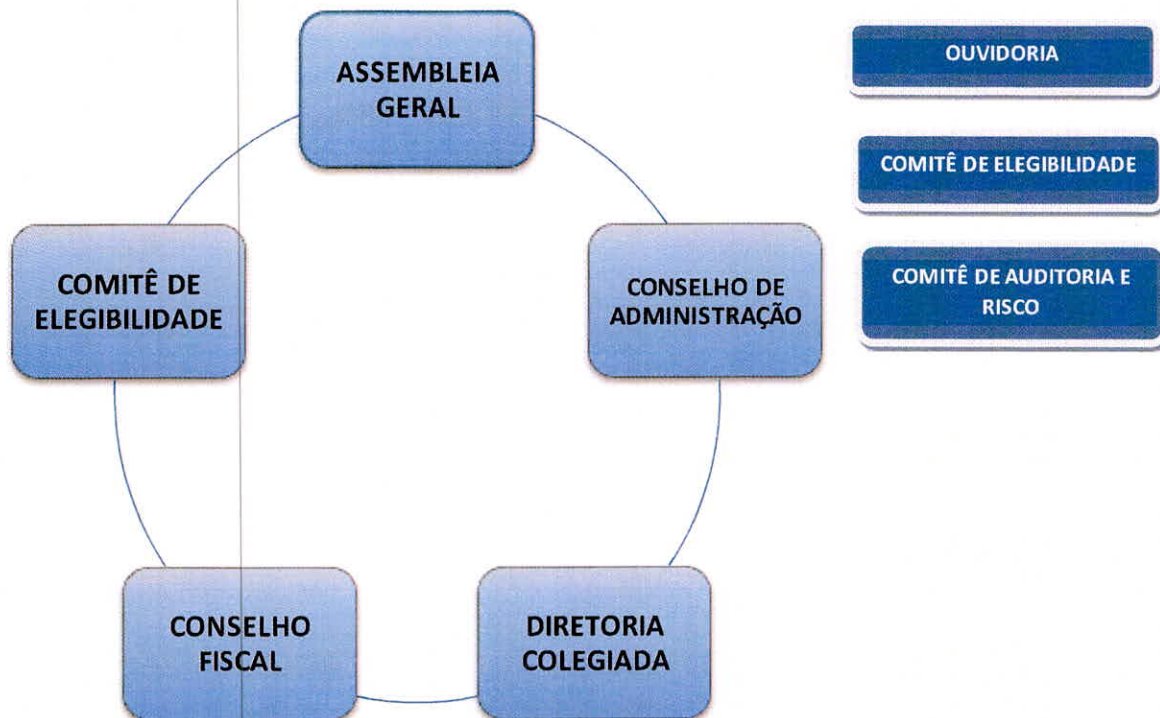 ASSEMBLEIA
GERAL
OUVIDORIA
COMITÊ DE ELEGIBILIDADE
COMITÊ DE AUDITORIA E
RISCO
CONSELHO DE
ADMINISTRAÇÃO
DIRETORIA
COLEGIADA
CONSELHO
FISCAL
COMITÊ DE
ELEGIBILIDADE